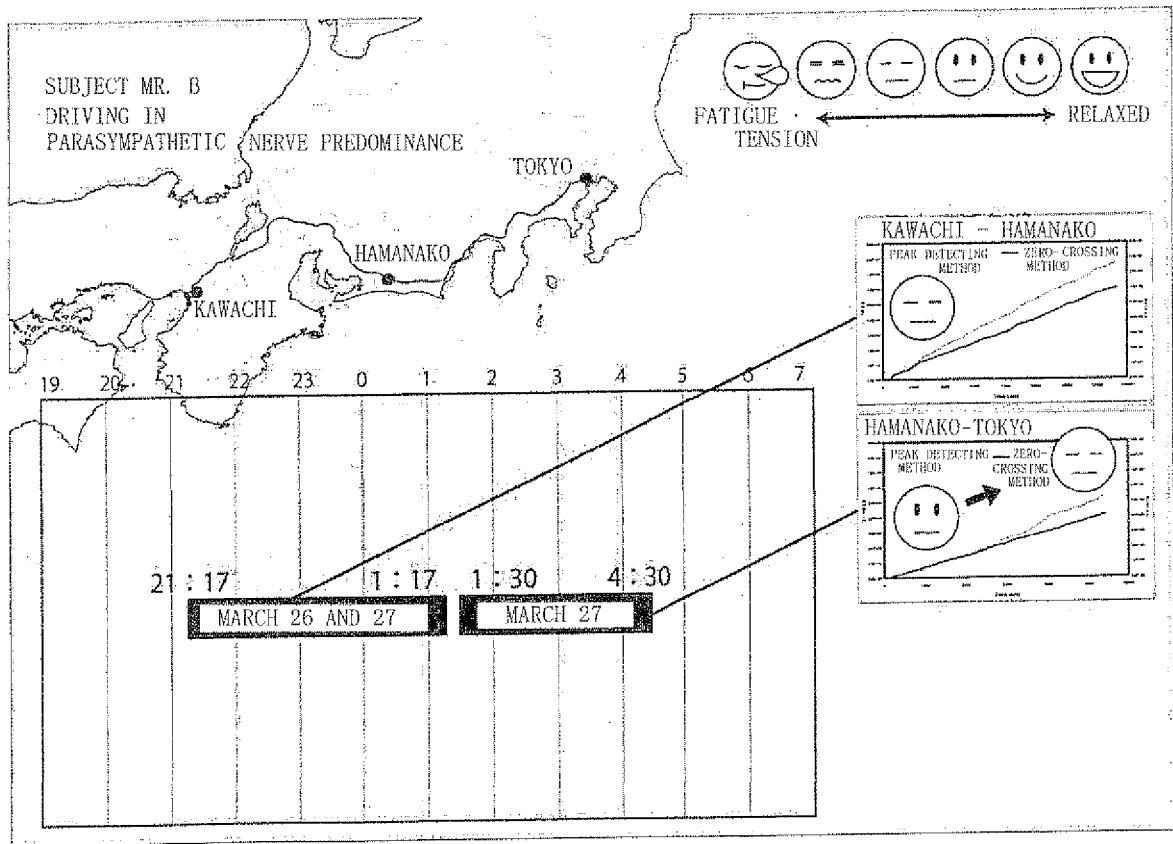 SUBJECT MR. B
DRIVING IN
PARASYMPATHETIC NERVE PREDOMINANCE
FATIGUE
TENSION
RELAXED
TOKYO
HAMANAKO
KAWACHI
KAWACHI - HAMANAKO
PEAK DETECTING METHOD
ZERO-CROSSING METHOD
HAMANAKO-TOKYO
PEAK DETECTING METHOD
ZERO-CROSSING METHOD
19 20 21 22 23 0 1 2 3 4 5 6 7
21:17 1:17 1:30 4:30
MARCH 26 AND 27
MARCH 27